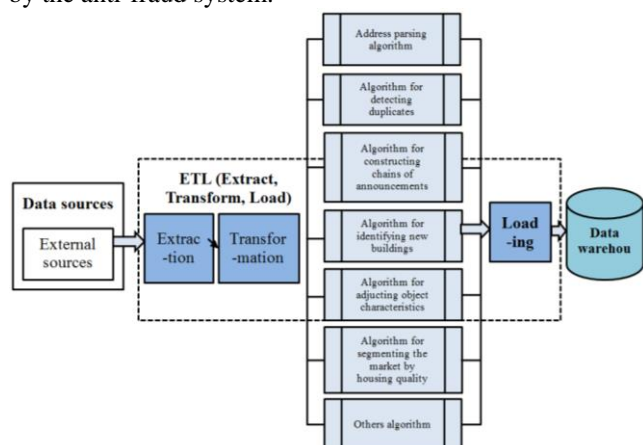 by the anti-fraud system.
Address parsing
algorithm
Algorithm for
detecting
duplicates
Algorithm for
constructing
chains of
announcements
ETL (Extract,
Transform, Load)
Data sources
External
sources
Extrac
-tion
Transfor
-mation
Algorithm for
identifying new
buildings
Load
-ing
Data
warehou
Algorithm for
adjucting object
characteristics
Algorithm for
segmenting the
market by
housing quality
Others algorithm